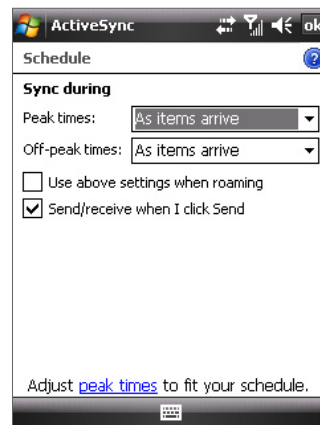 ActiveSync ok
Schedule ?
Sync during
Peak times: As items arrive
Off-peak times: As items arrive
Use above settings when roaming
Send/receive when I click Send
Adjust peak times to fit your schedule.